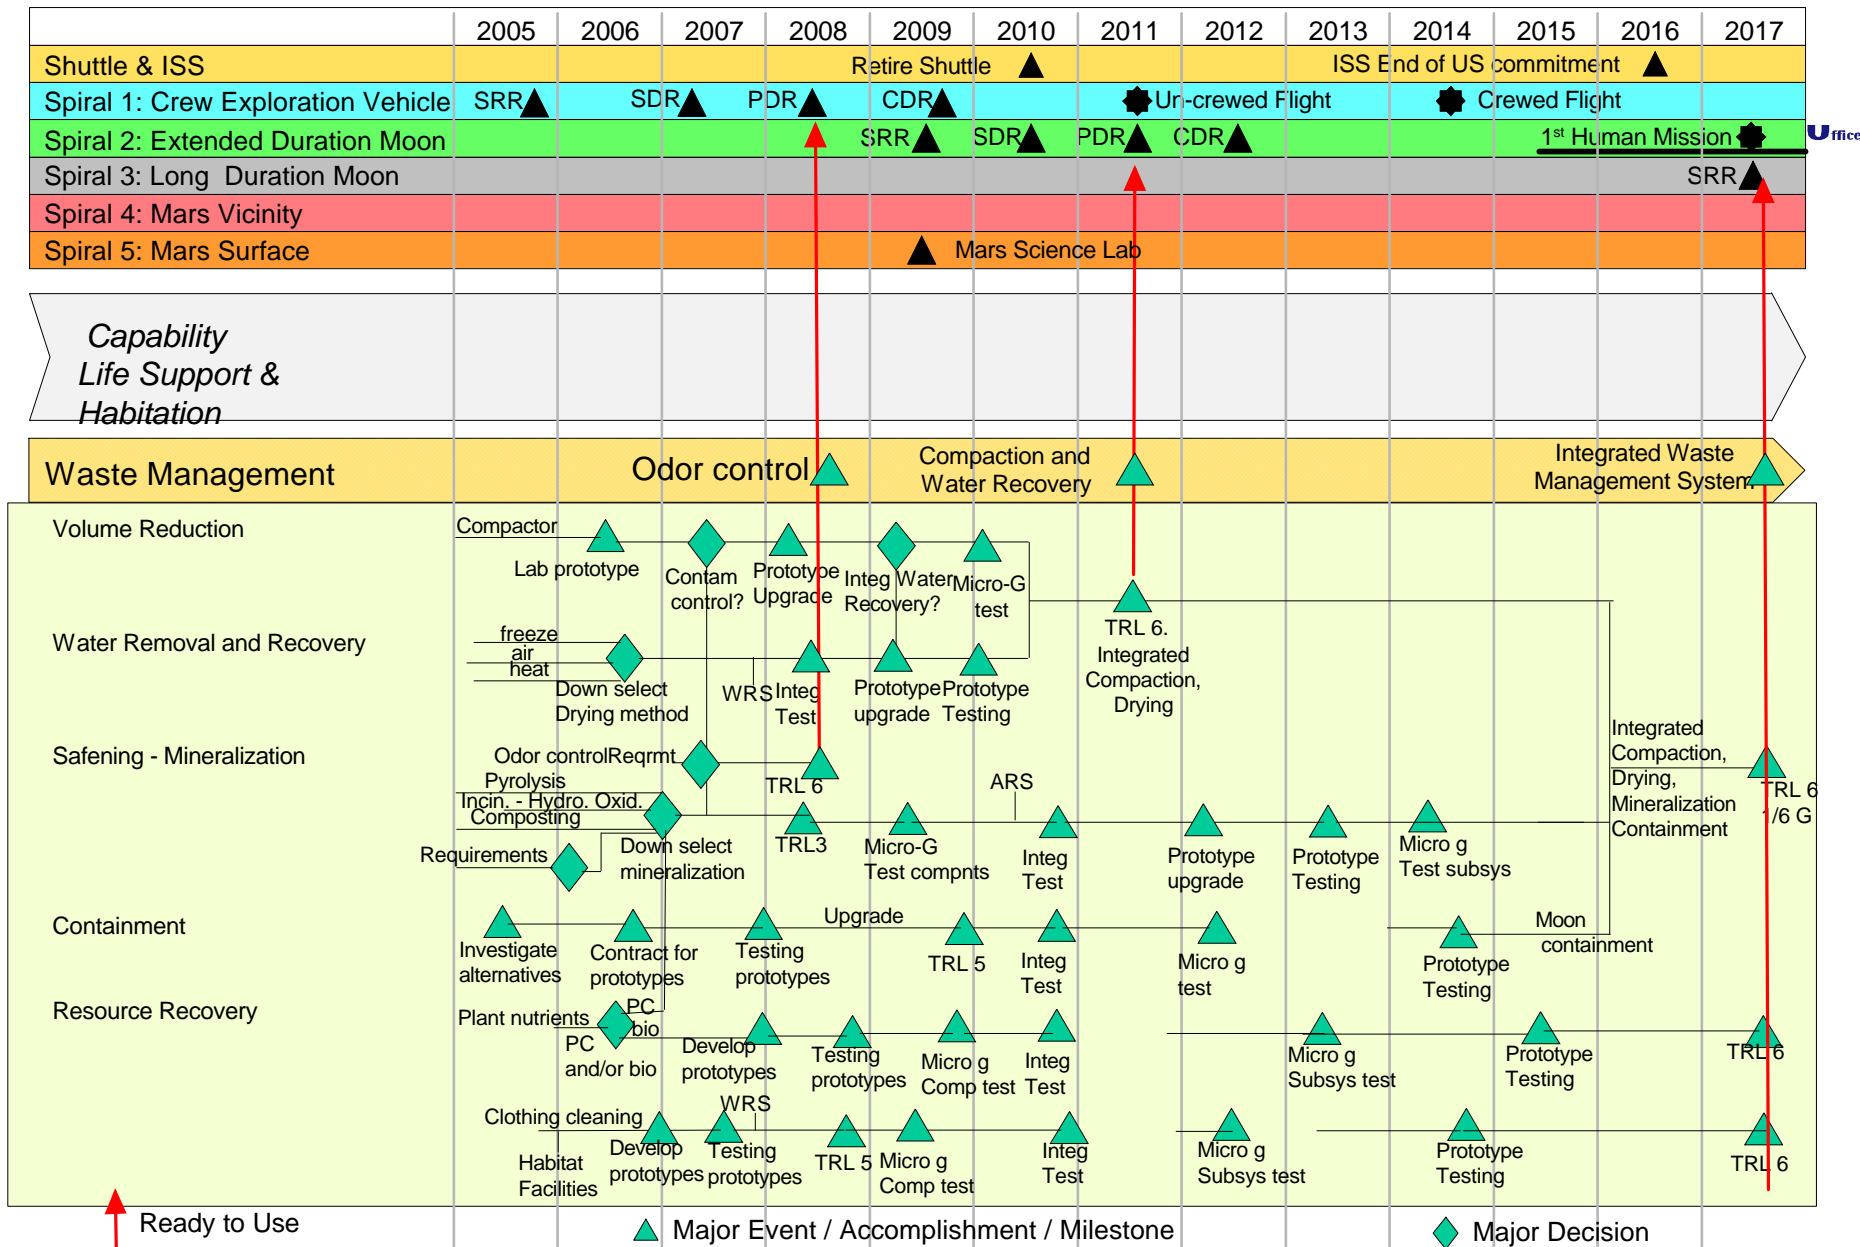 2005 2006 2007 2008 2009 2010 2011 2012 2013 2014 2015 2016 2017
Shuttle & ISS Retire Shuttle ISS End of US commitment
Spiral 1: Crew Exploration Vehicle SRR SDR PDR CDR Un-crewed Flight Crewed Flight
Spiral 2: Extended Duration Moon SRR SDR PDR CDR 1st Human Mission ffice
Spiral 3: Long Duration Moon SRR
Spiral 4: Mars Vicinity
Spiral 5: Mars Surface Mars Science Lab
Capability
Life Support &
Habitation
Waste Management Odor control
Compaction and
Water Recovery
Integrated Waste
Management System
Volume Reduction
Compactor
Lab prototype
Contam
control?
Prototype
Upgrade
Integ Water
Recovery?
Micro-G
test
TRL 6.
Integrated
Compaction,
Drying
Water Removal and Recovery
freeze
air
heat
Down select
Drying method
WRS
Integ
Test
Prototype
upgrade
Prototype
Testing
Integrated
Compaction,
Drying,
Mineralization
Containment
TRL 6
1/6 G
Safening - Mineralization
Odor controlReqrmt
TRL 6
Pyrolysis
Incin. - Hydro. Oxid.
Composting
Requirements
Down select
mineralization
TRL3
Micro-G
Test compnts
ARS
Integ
Test
Prototype
upgrade
Prototype
Testing
Micro g
Test subsys
Containment
Investigate
alternatives
Contract for
prototypes
Testing
prototypes
Upgrade
TRL 5
Integ
Test
Micro g
test
Prototype
Testing
Moon
containment
Resource Recovery
Plant nutrients
PC
and/or bio
PC
bio
Develop
prototypes
Testing
prototypes
Micro g
Comp test
Integ
Test
Micro g
Subsys test
Prototype
Testing
TRL 6
Clothing cleaning
Habitat
Facilities
Develop
prototypes
WRS
Testing
prototypes
TRL 5
Micro g
Comp test
Integ
Test
Micro g
Subsys test
Prototype
Testing
TRL 6
Ready to Use Major Event / Accomplishment / Milestone Major Decision